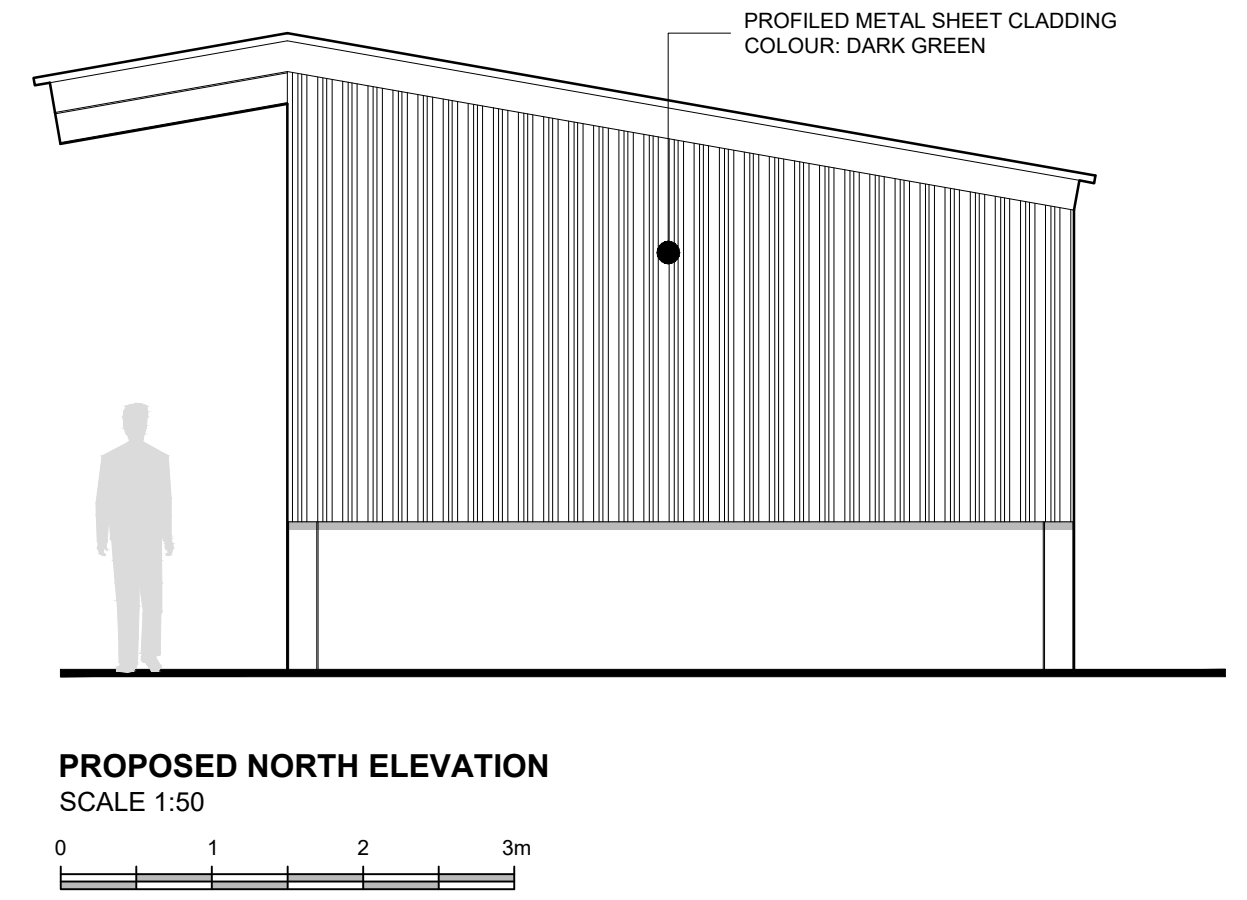 PROFILED METAL SHEET CLADDING
COLOUR: DARK GREEN
PROPOSED NORTH ELEVATION
SCALE 1:50
0 1 2 3m